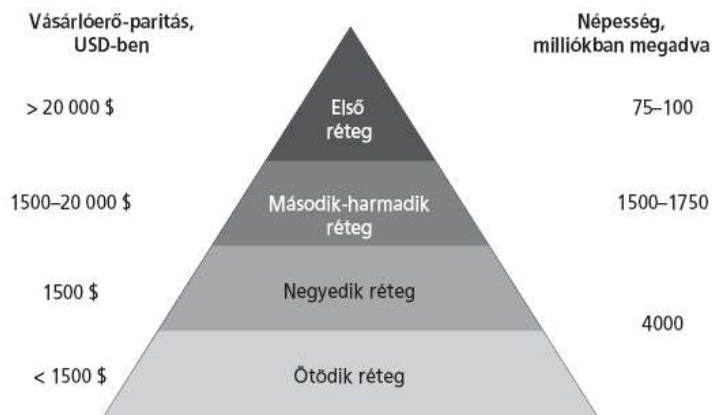 Vásárlóerő-paritás,
USD-ben
Népesség,
milliókban megadva
> 20 000 $
Első
réteg
75–100
1500–20 000 $
Második-harmadik
réteg
1500–1750
1500 $
Negyedik réteg
4000
< 1500 $
Ötödik réteg